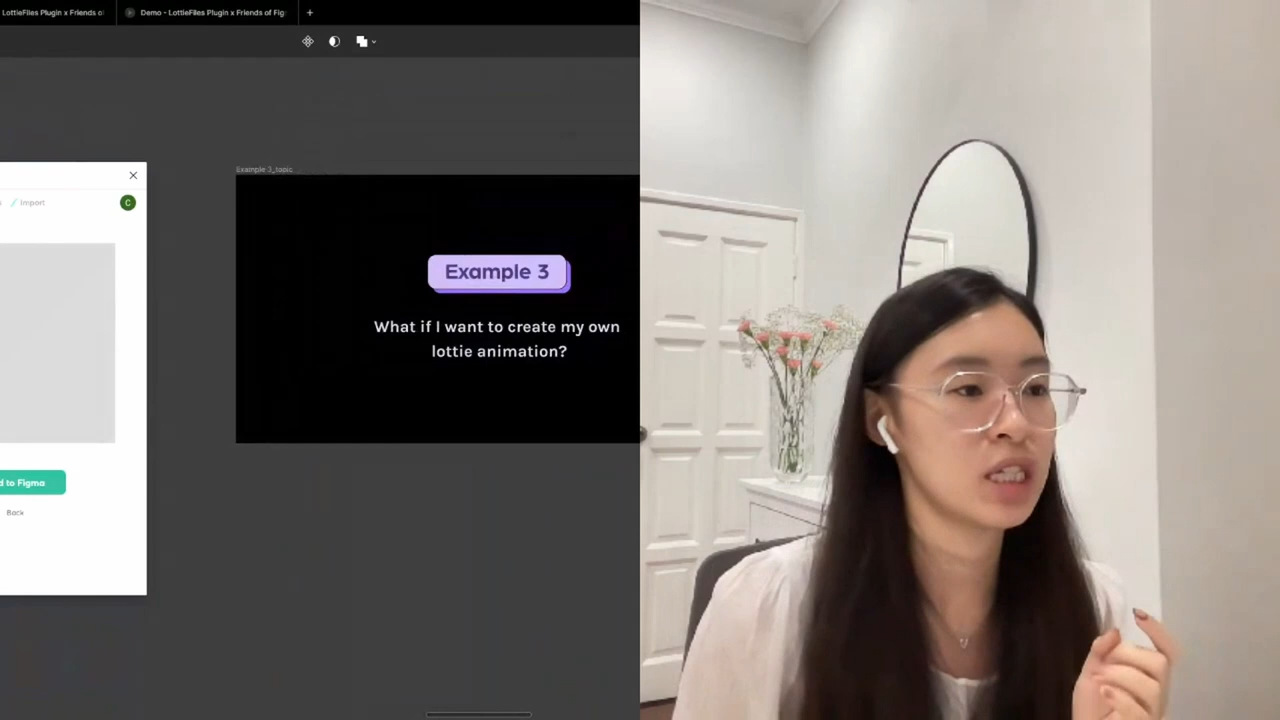 LottieFiles Plugin x Friends of
Demo - LottieFiles Plugin x Friends of Fig
Example 3_topic
Import
C
Example 3
What if I want to create my own
lottie animation?
d to Figma
Back